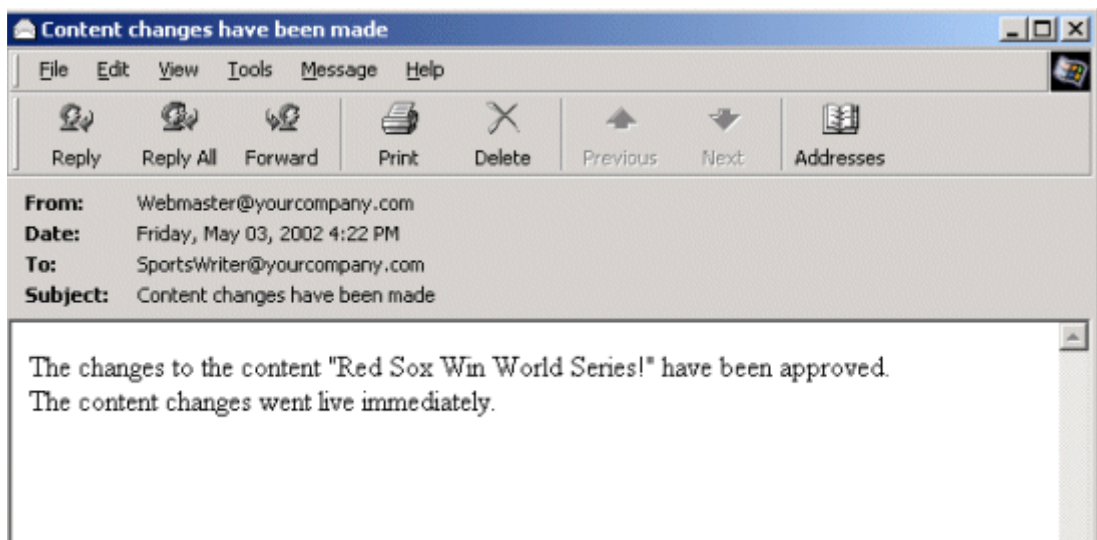 Content changes have been made
File Edit View Tools Message Help
Reply Reply All Forward Print Delete Previous Next Addresses
From: Webmaster@yourcompany.com
Date: Friday, May 03, 2002 4:22 PM
To: SportsWriter@yourcompany.com
Subject: Content changes have been made
The changes to the content "Red Sox Win World Series!" have been approved.
The content changes went live immediately.